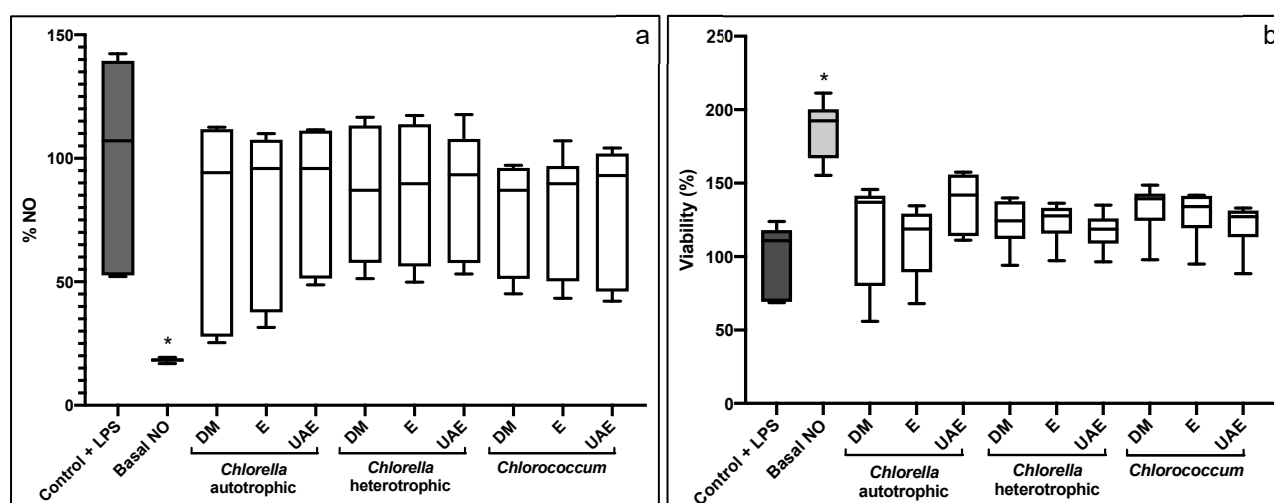 a
150
100
50
0
% NO
*
Control + LPS
Basal NO
DM
E
UAE
DM
E
UAE
DM
E
UAE
Chlorella
autotrophic
Chlorella
heterotrophic
Chlorococcum
b
250
200
150
100
50
0
Viability (%)
*
Control + LPS
Basal NO
DM
E
UAE
DM
E
UAE
DM
E
UAE
Chlorella
autotrophic
Chlorella
heterotrophic
Chlorococcum